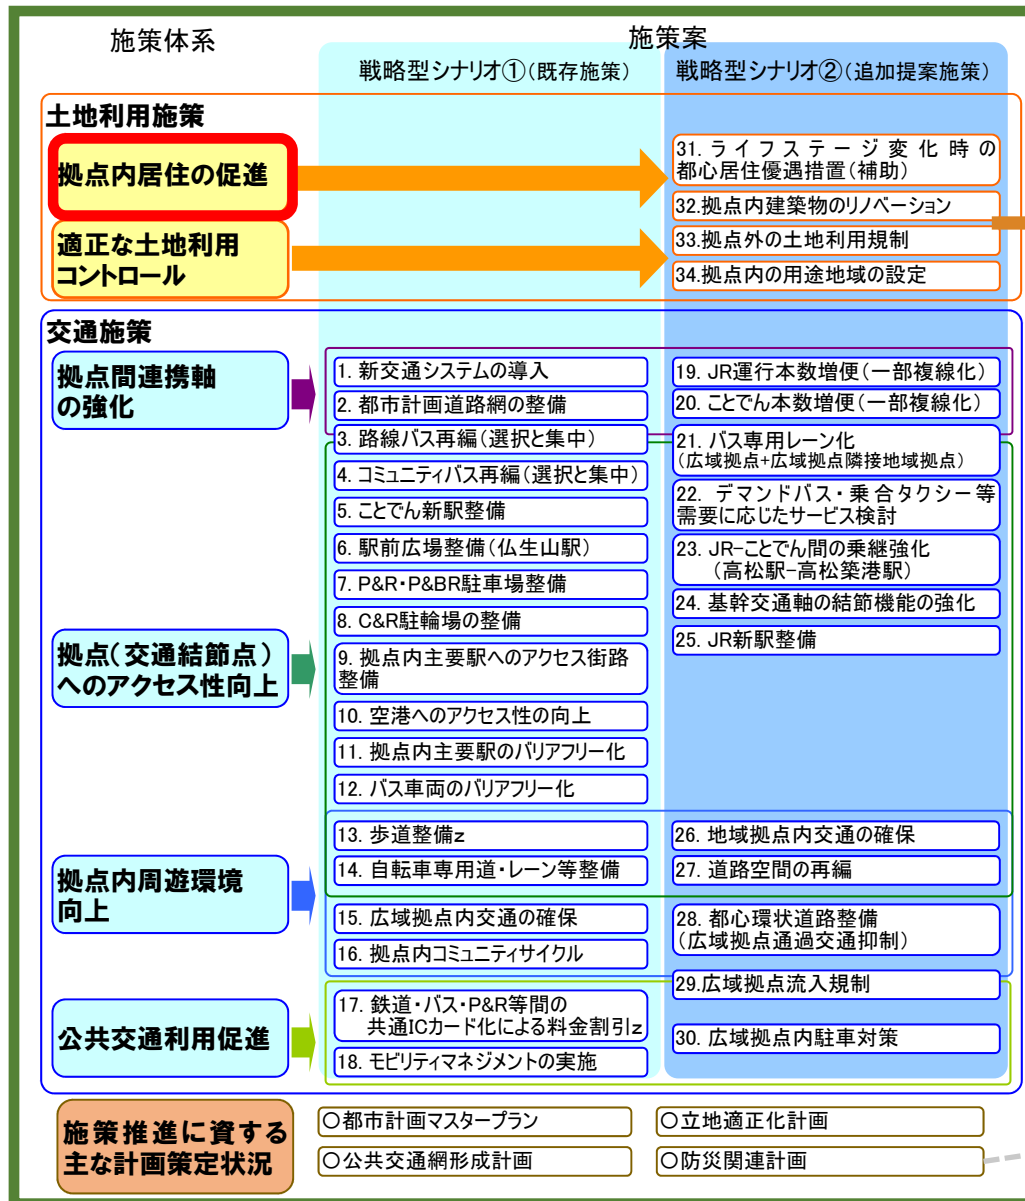 施策体系
施策案
戦略型シナリオ①(既存施策)
戦略型シナリオ②(追加提案施策)
土地利用施策
拠点内居住の促進
適正な土地利用
コントロール
31. ライフステージ変化時の
都心居住優遇措置(補助)
32.拠点内建築物のリノベーション
33.拠点外の土地利用規制
34.拠点内の用途地域の設定
交通施策
拠点間連携軸
の強化
1. 新交通システムの導入
2. 都市計画道路網の整備
3. 路線バス再編(選択と集中)
4. コミュニティバス再編(選択と集中)
5. ことでん新駅整備
6. 駅前広場整備(仏生山駅)
7. P&R・P&BR駐車場整備
8. C&R駐輪場の整備
9. 拠点内主要駅へのアクセス街路
整備
10. 空港へのアクセス性の向上
11. 拠点内主要駅のバリアフリー化
12. バス車両のバリアフリー化
19. JR運行本数増便(一部複線化)
20. ことでん本数増便(一部複線化)
21. バス専用レーン化
(広域拠点+広域拠点隣接地域拠点)
22. デマンドバス・乗合タクシー等
需要に応じたサービス検討
23. JR-ことでん間の乗継強化
(高松駅-高松築港駅)
24. 基幹交通軸の結節機能の強化
25. JR新駅整備
拠点(交通結節点)
へのアクセス性向上
拠点内周遊環境
向上
13. 歩道整備z
14. 自転車専用道・レーン等整備
15. 広域拠点内交通の確保
16. 拠点内コミュニティサイクル
26. 地域拠点内交通の確保
27. 道路空間の再編
28. 都心環状道路整備
(広域拠点通過交通抑制)
29.広域拠点流入規制
公共交通利用促進
17. 鉄道・バス・P&R等間の
共通ICカード化による料金割引z
18. モビリティマネジメントの実施
30. 広域拠点内駐車対策
施策推進に資する
主な計画策定状況
○都市計画マスタープラン
○立地適正化計画
○公共交通網形成計画
○防災関連計画